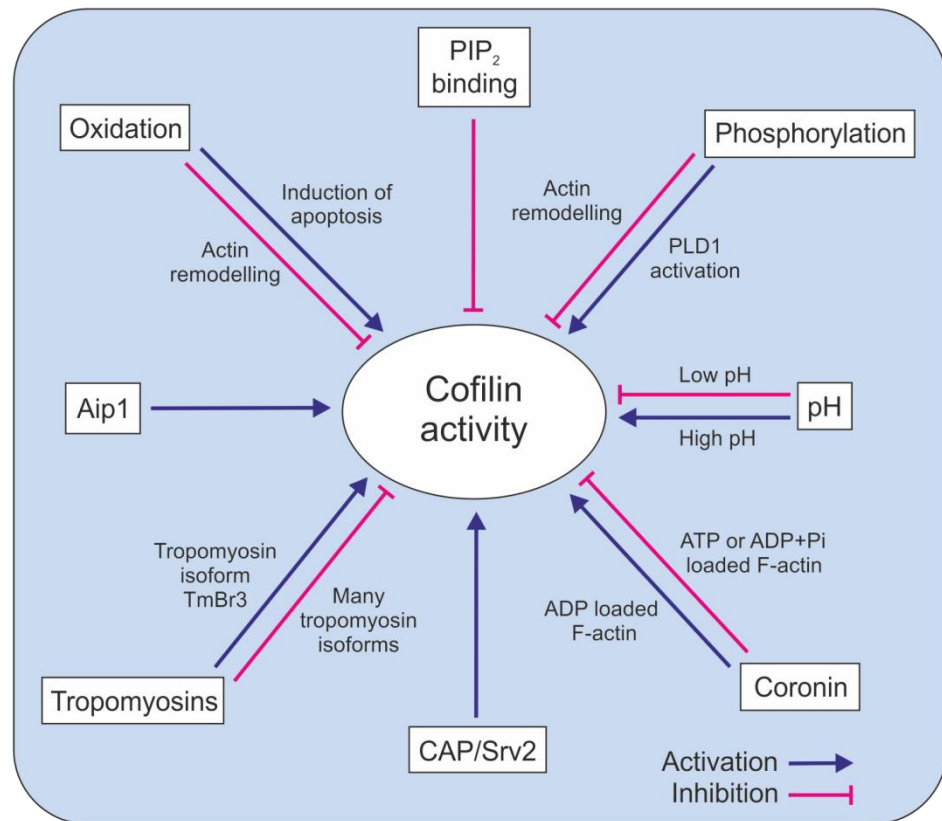 PIP₂
binding
Oxidation
Phosphorylation
Induction of
apoptosis
Actin
remodelling
Actin
remodelling
PLD1
activation
Cofilin
activity
Aip1
Low pH
pH
High pH
Tropomyosin
isoform
TmBr3
Many
tropomyosin
isoforms
ATP or ADP+Pi
loaded F-actin
ADP loaded
F-actin
Tropomyosins
CAP/Srv2
Coronin
Activation
Inhibition